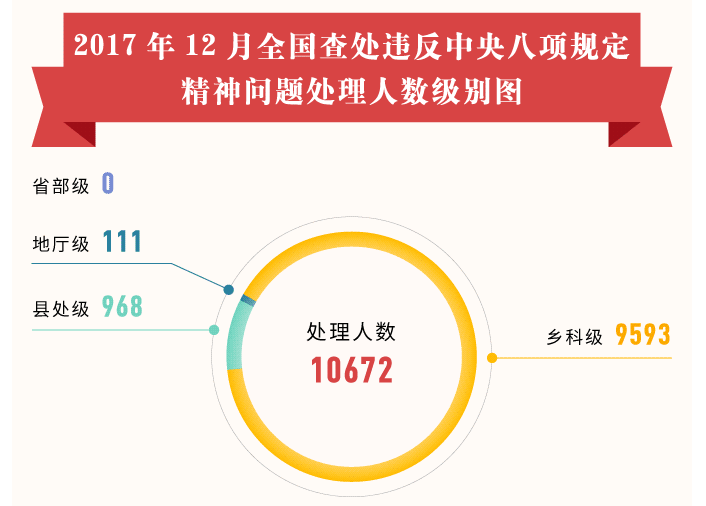 2017 年 12 月全国查处违反中央八项规定
精神问题处理人数级别图
省部级 0
地厅级 111
县处级 968
处理人数
10672
乡科级 9593